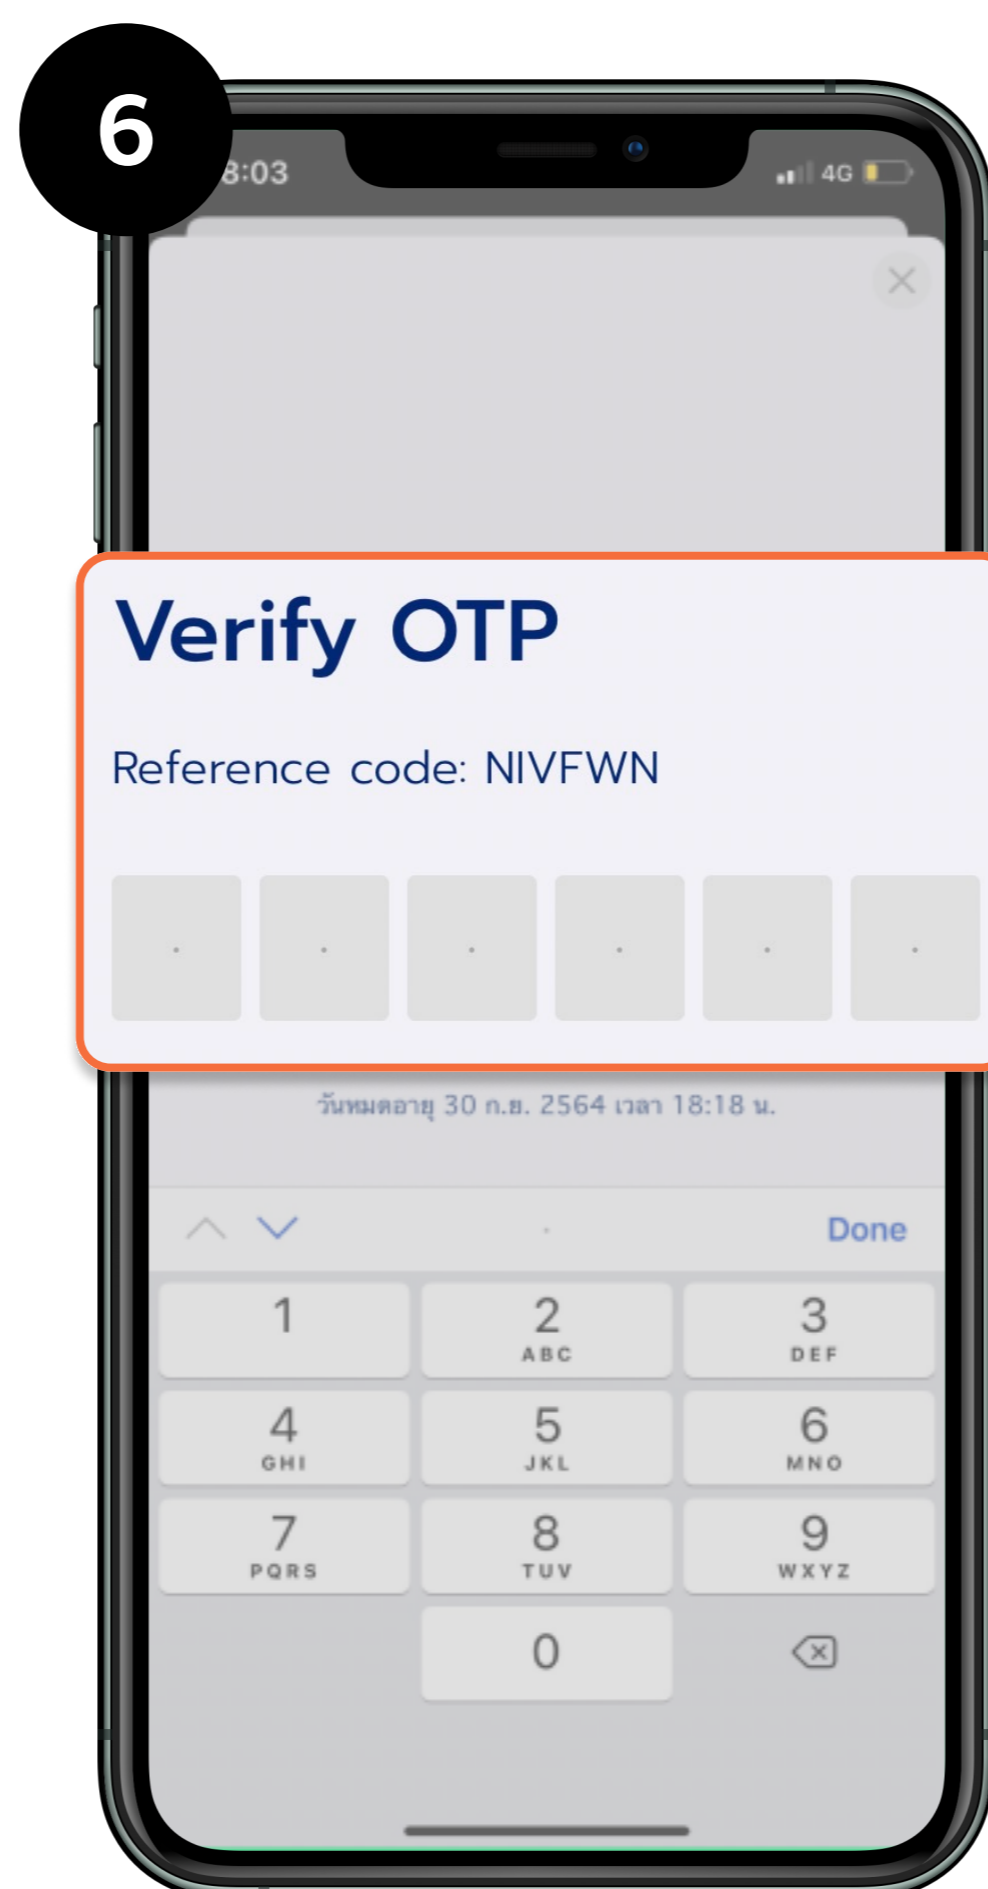 6
8:03
4G
Verify OTP
Reference code: NIVFWN
วันหมดอายุ 30 ก.ย. 2564 เวลา 18:18 น.
Done
1 2 3
ABC DEF
4 5 6
GHI JKL MNO
7 8 9
PQRS TUV WXYZ
0